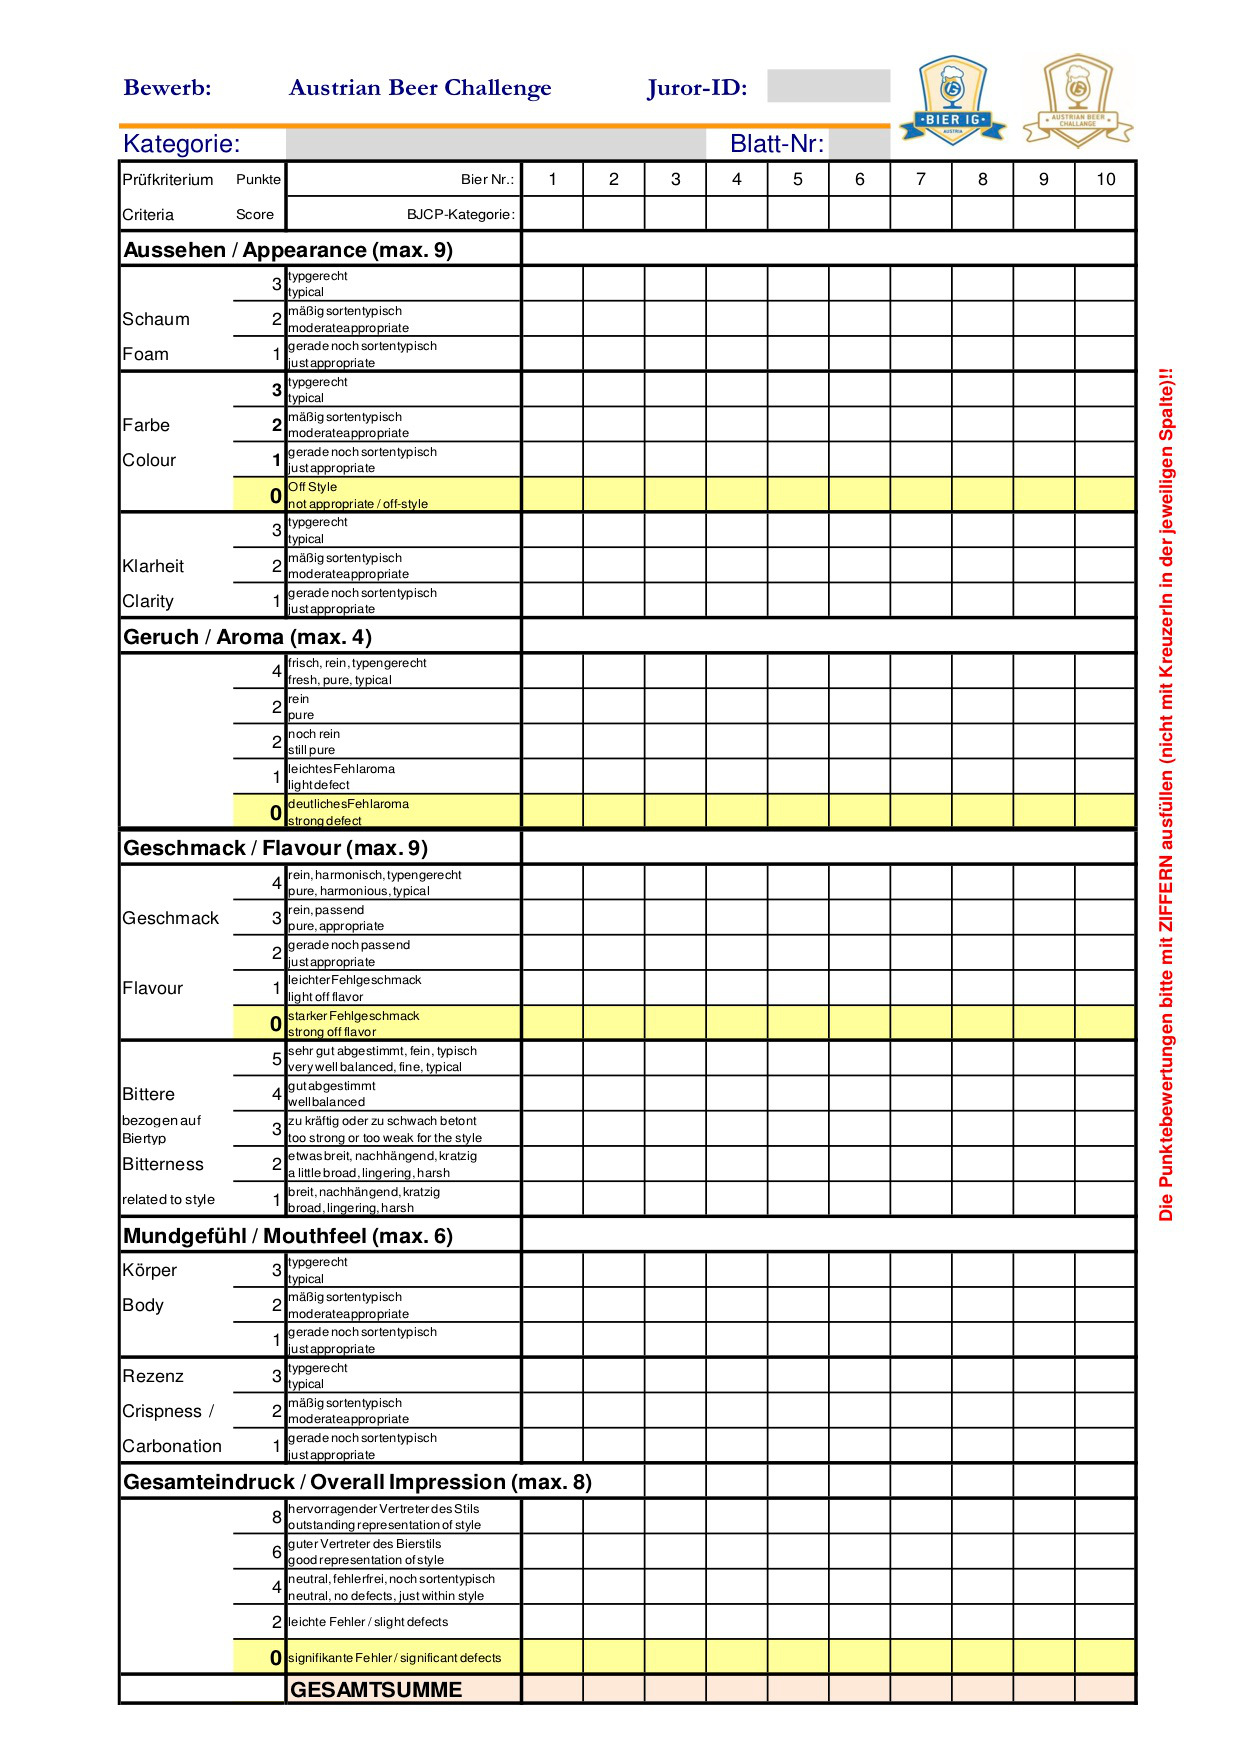 Bewerb: Austrian Beer Challenge Juror-ID:
BIER IG
AUSTRIA
AUSTRIAN BEER
CHALLANGE
Kategorie: Blatt-Nr:
Prüfkriterium Punkte Bier Nr.: 1 2 3 4 5 6 7 8 9 10
Criteria Score BJCP-Kategorie:
Aussehen / Appearance (max. 9)
3 typgerecht
typical
Schaum 2 mäßig sortentypisch
moderate appropriate
Foam 1 gerade noch sortentypisch
just appropriate
3 typgerecht
typical
Farbe 2 mäßig sortentypisch
moderate appropriate
Colour 1 gerade noch sortentypisch
just appropriate
0 Off Style
not appropriate / off-style
3 typgerecht
typical
Klarheit 2 mäßig sortentypisch
moderate appropriate
Clarity 1 gerade noch sortentypisch
just appropriate
Geruch / Aroma (max. 4)
4 frisch, rein, typengerecht
fresh, pure, typical
2 rein
pure
2 noch rein
still pure
1 leichtes Fehlaroma
light defect
0 deutliches Fehlaroma
strong defect
Geschmack / Flavour (max. 9)
4 rein, harmonisch, typengerecht
pure, harmonious, typical
Geschmack 3 rein, passend
pure, appropriate
2 gerade noch passend
just appropriate
Flavour 1 leichter Fehlgeschmack
light off flavor
0 starker Fehlgeschmack
strong off flavor
5 sehr gut abgestimmt, fein, typisch
very well balanced, fine, typical
Bittere 4 gut abgestimmt
well balanced
bezogen auf
Biertyp 3 zu kräftig oder zu schwach betont
too strong or too weak for the style
Bitterness 2 etwas breit, nachhängend, kratzig
a little broad, lingering, harsh
related to style 1 breit, nachhängend, kratzig
broad, lingering, harsh
Mundgefühl / Mouthfeel (max. 6)
Körper 3 typgerecht
typical
Body 2 mäßig sortentypisch
moderate appropriate
1 gerade noch sortentypisch
just appropriate
Rezenz 3 typgerecht
typical
Crispness / 2 mäßig sortentypisch
moderate appropriate
Carbonation 1 gerade noch sortentypisch
just appropriate
Gesamteindruck / Overall Impression (max. 8)
8 hervorragender Vertreter des Stils
outstanding representation of style
6 guter Vertreter des Bierstils
good representation of style
4 neutral, fehlerfrei, noch sortentypisch
neutral, no defects, just within style
2 leichte Fehler / slight defects
0 signifikante Fehler / significant defects
GESAMTSUMME
Die Punktebewertungen bitte mit ZIFFERN ausfüllen (nicht mit Kreuzerln in der jeweiligen Spalte)!!